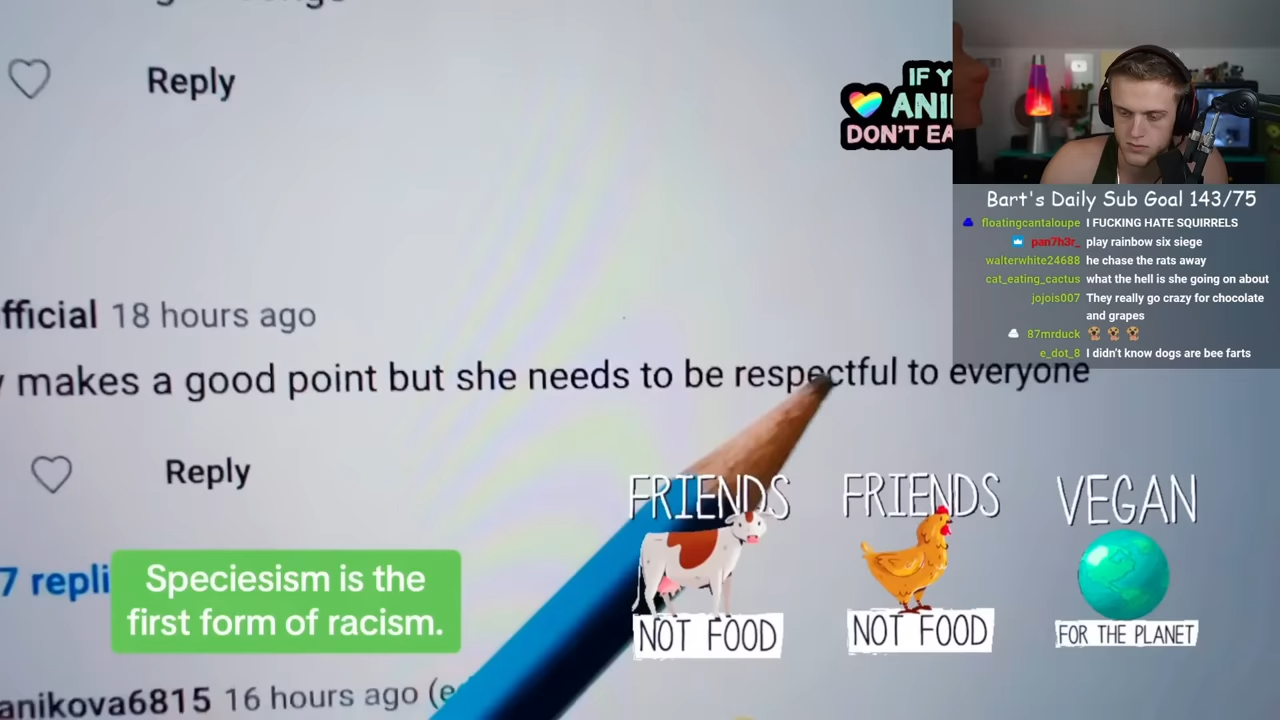 Reply
IF Y
ANI
DON'T EA
Bart's Daily Sub Goal 143/75
floatingcantaloupe I FUCKING HATE SQUIRRELS
pan7h3r_ play rainbow six siege
walterwhite24688 he chase the rats away
cat_eating_cactus what the hell is she going on about
jojois007 They really go crazy for chocolate
and grapes
87mrduck
e_dot_8 I didn't know dogs are bee farts
fficial 18 hours ago
makes a good point but she needs to be respectful to everyone
Reply
7 repli
Speciesism is the
first form of racism.
FRIENDS
NOT FOOD
FRIENDS
NOT FOOD
VEGAN
FOR THE PLANET
anikova6815 16 hours ago (e